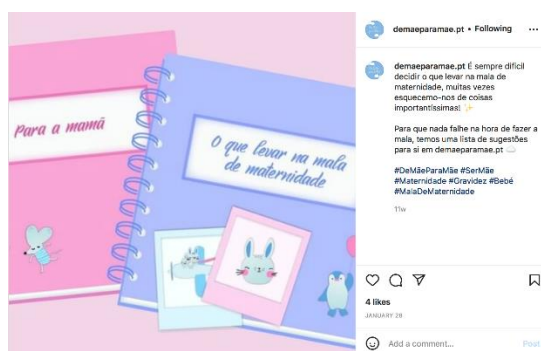 Para a mamã
O que levar na mala
de maternidade
demaeparamae.pt • Following
demaeparamae.pt É sempre difícil
decidir o que levar na mala de
maternidade, muitas vezes
esquecemo-nos de coisas
importantíssimas! ✨
Para que nada falhe na hora de fazer a
mala, temos uma lista de sugestões
para si em demaeparamae.pt ☁️
#DeMãeParaMãe #SerMãe
#Maternidade #Gravidez #Bebé
#MalaDeMaternidade
11w
4 likes
JANUARY 28
Add a comment...
Post